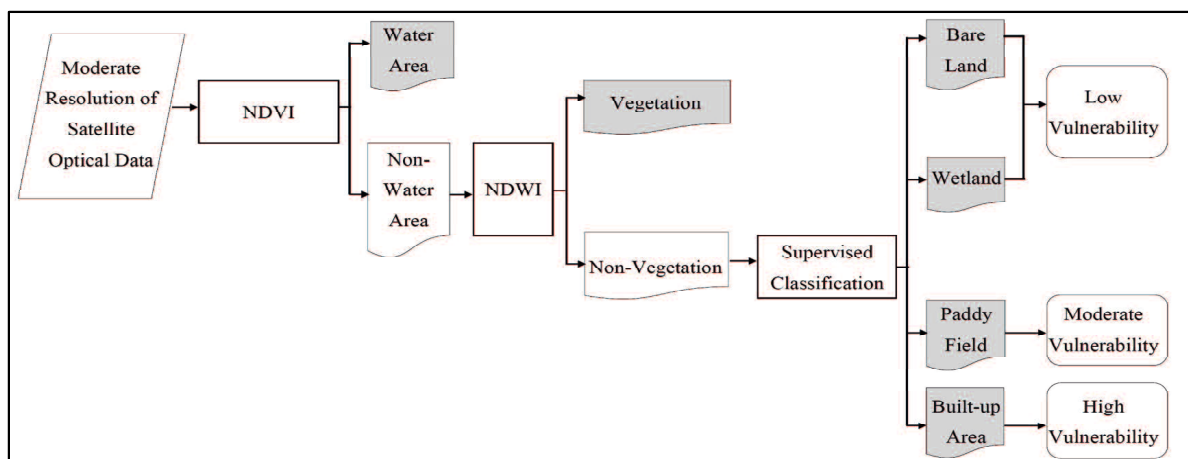 Moderate
Resolution of
Satellite
Optical Data
NDVI
Water
Area
Non-
Water
Area
NDWI
Vegetation
Non-Vegetation
Supervised
Classification
Bare
Land
Wetland
Paddy
Field
Built-up
Area
Low
Vulnerability
Moderate
Vulnerability
High
Vulnerability